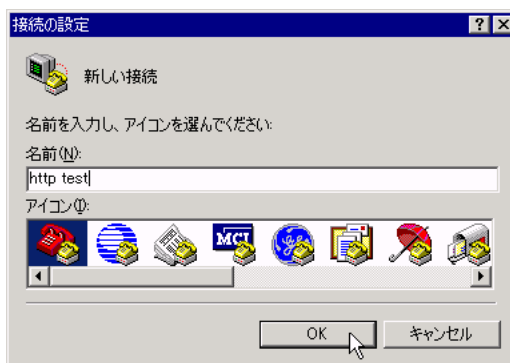 接続の設定
新しい接続
名前を入力し、アイコンを選んでください:
名前(N):
http test
アイコン(I):
MCI
OK
キャンセル